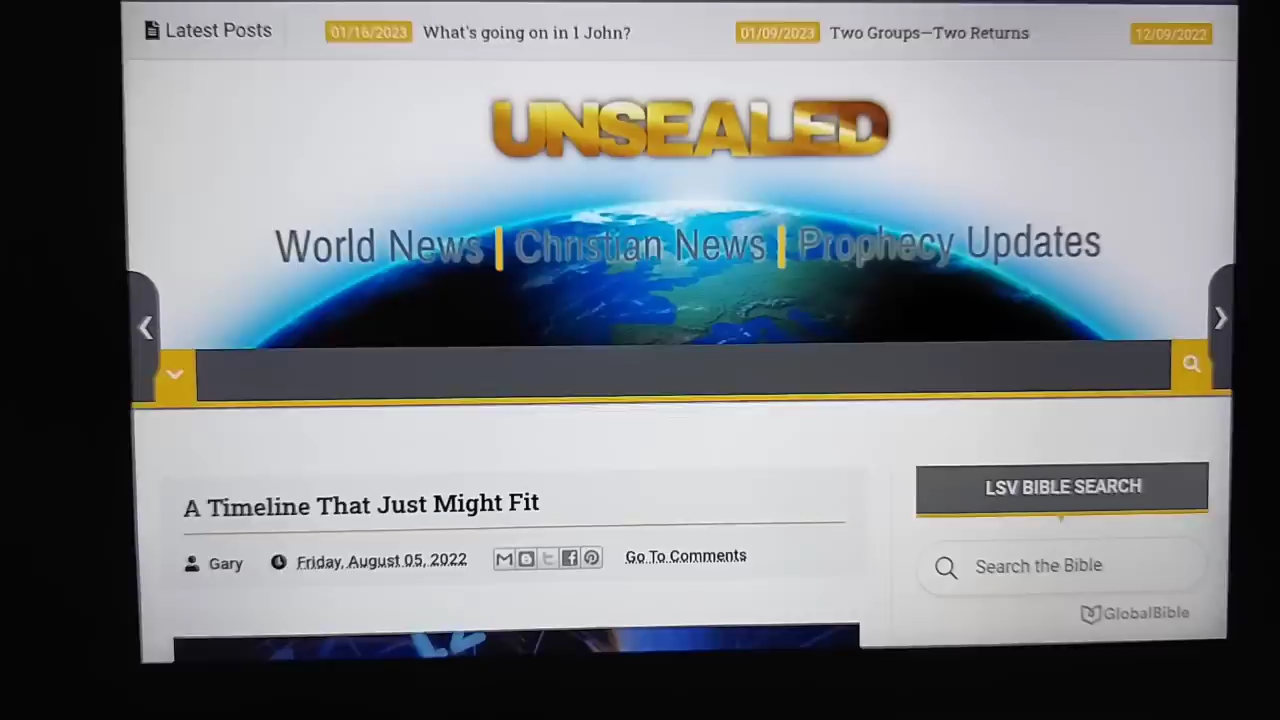 Latest Posts 01/16/2023 What's going on in 1 John? 01/09/2023 Two Groups—Two Returns 12/09/2022
UNSEALED
World News | Christian News | Prophecy Updates
A Timeline That Just Might Fit
Gary Friday, August 05, 2022 Go To Comments
LSV BIBLE SEARCH
Search the Bible
GlobalBible